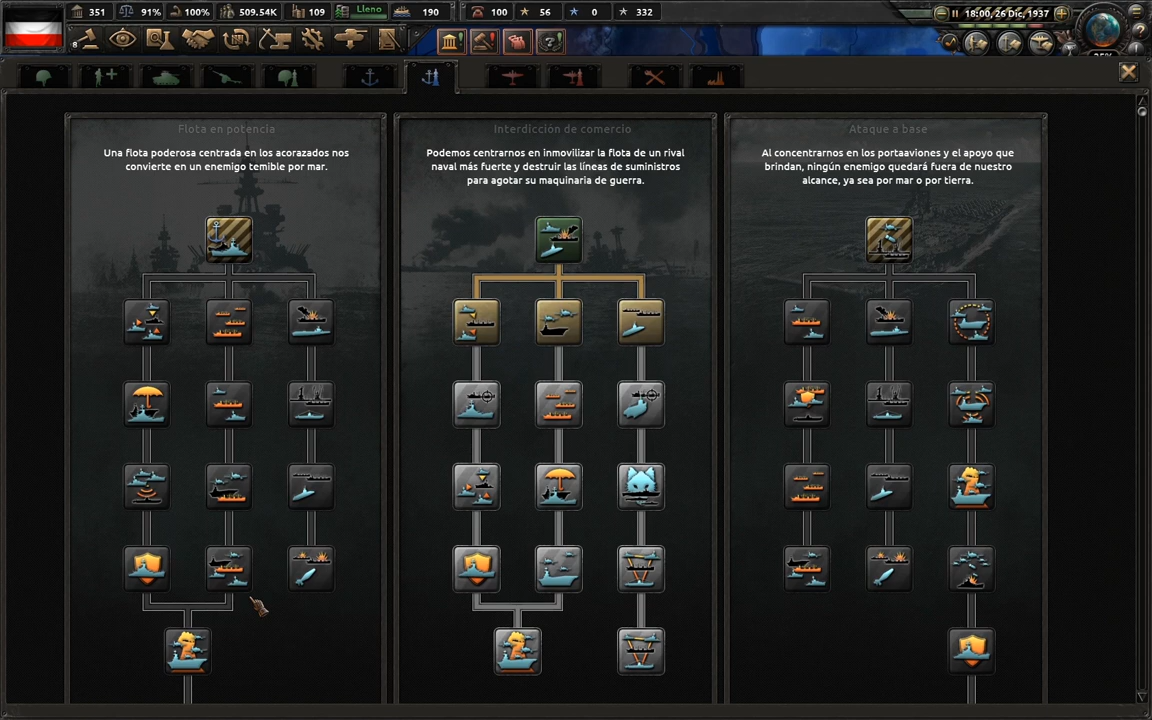 351
91%
100%
509.54K
109
Lleno
190
100
56
0
332
18:00, 26 Dic, 1937
8
Flota en potencia
Una flota poderosa centrada en los acorazados nos
convierte en un enemigo temible por mar.
Interdicción de comercio
Podemos centrarnos en inmovilizar la flota de un rival
naval más fuerte y destruir las líneas de suministros
para agotar su maquinaria de guerra.
Ataque a base
Al concentrarnos en los portaaviones y el apoyo que
brindan, ningún enemigo quedará fuera de nuestro
alcance, ya sea por mar o por tierra.